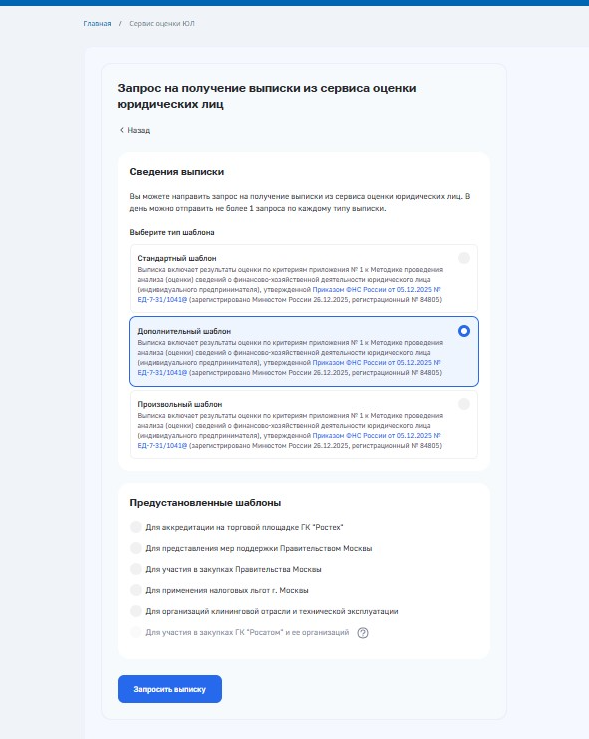 Главная / Сервис оценки ЮЛ
Запрос на получение выписки из сервиса оценки
юридических лиц
Назад
Сведения выписки
Вы можете направить запрос на получение выписки из сервиса оценки юридических лиц. В
день можно отправить не более 1 запроса по каждому типу выписки.
Выберите тип шаблона
Стандартный шаблон
Выписка включает результаты оценки по критериям приложения № 1 к Методике проведения
анализа (оценки) сведений о финансово-хозяйственной деятельности юридического лица
(индивидуального предпринимателя), утвержденной Приказом ФНС России от 05.12.2025 №
ЕД-7-31/1041@ (зарегистрировано Минюстом России 26.12.2025, регистрационный № 84805)
Дополнительный шаблон
Выписка включает результаты оценки по критериям приложения № 1 к Методике проведения
анализа (оценки) сведений о финансово-хозяйственной деятельности юридического лица
(индивидуального предпринимателя), утвержденной Приказом ФНС России от 05.12.2025 №
ЕД-7-31/1041@ (зарегистрировано Минюстом России 26.12.2025, регистрационный № 84805)
Произвольный шаблон
Выписка включает результаты оценки по критериям приложения № 1 к Методике проведения
анализа (оценки) сведений о финансово-хозяйственной деятельности юридического лица
(индивидуального предпринимателя), утвержденной Приказом ФНС России от 05.12.2025 №
ЕД-7-31/1041@ (зарегистрировано Минюстом России 26.12.2025, регистрационный № 84805)
Предустановленные шаблоны
Для аккредитации на торговой площадке ГК "Ростех"
Для представления мер поддержки Правительством Москвы
Для участия в закупках Правительства Москвы
Для применения налоговых льгот г. Москвы
Для организаций клининговой отрасли и технической эксплуатации
Для участия в закупках ГК "Росатом" и ее организаций ?
Запросить выписку